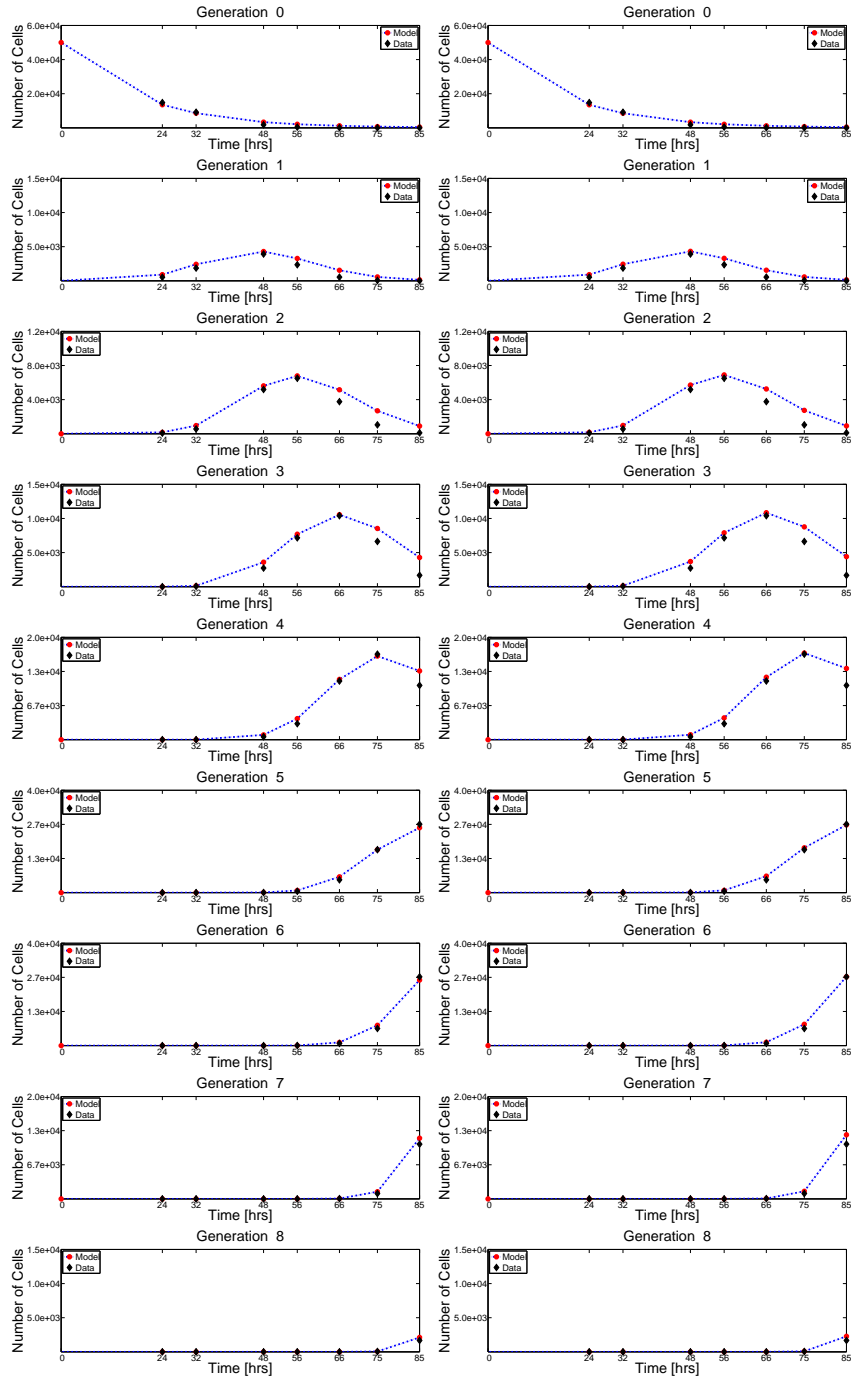 Generation 0
Number of Cells
6.0e+04
4.0e+04
2.0e+04
Model
Data
0 24 32 48 56 66 75 85
Time [hrs]
Generation 0
Number of Cells
6.0e+04
4.0e+04
2.0e+04
Model
Data
0 24 32 48 56 66 75 85
Time [hrs]
Generation 1
Number of Cells
1.5e+04
1.0e+04
5.0e+03
Model
Data
0 24 32 48 56 66 75 85
Time [hrs]
Generation 1
Number of Cells
1.5e+04
1.0e+04
5.0e+03
Model
Data
0 24 32 48 56 66 75 85
Time [hrs]
Generation 2
Number of Cells
1.2e+04
8.0e+03
4.0e+03
Model
Data
0 24 32 48 56 66 75 85
Time [hrs]
Generation 2
Number of Cells
1.2e+04
8.0e+03
4.0e+03
Model
Data
0 24 32 48 56 66 75 85
Time [hrs]
Generation 3
Number of Cells
1.5e+04
1.0e+04
5.0e+03
Model
Data
0 24 32 48 56 66 75 85
Time [hrs]
Generation 3
Number of Cells
1.5e+04
1.0e+04
5.0e+03
Model
Data
0 24 32 48 56 66 75 85
Time [hrs]
Generation 4
Number of Cells
2.0e+04
1.3e+04
6.7e+03
Model
Data
0 24 32 48 56 66 75 85
Time [hrs]
Generation 4
Number of Cells
2.0e+04
1.3e+04
6.7e+03
Model
Data
0 24 32 48 56 66 75 85
Time [hrs]
Generation 5
Number of Cells
4.0e+04
2.7e+04
1.3e+04
Model
Data
0 24 32 48 56 66 75 85
Time [hrs]
Generation 5
Number of Cells
4.0e+04
2.7e+04
1.3e+04
Model
Data
0 24 32 48 56 66 75 85
Time [hrs]
Generation 6
Number of Cells
4.0e+04
2.7e+04
1.3e+04
Model
Data
0 24 32 48 56 66 75 85
Time [hrs]
Generation 6
Number of Cells
4.0e+04
2.7e+04
1.3e+04
Model
Data
0 24 32 48 56 66 75 85
Time [hrs]
Generation 7
Number of Cells
2.0e+04
1.3e+04
6.7e+03
Model
Data
0 24 32 48 56 66 75 85
Time [hrs]
Generation 7
Number of Cells
2.0e+04
1.3e+04
6.7e+03
Model
Data
0 24 32 48 56 66 75 85
Time [hrs]
Generation 8
Number of Cells
1.5e+04
1.0e+04
5.0e+03
Model
Data
0 24 32 48 56 66 75 85
Time [hrs]
Generation 8
Number of Cells
1.5e+04
1.0e+04
5.0e+03
Model
Data
0 24 32 48 56 66 75 85
Time [hrs]